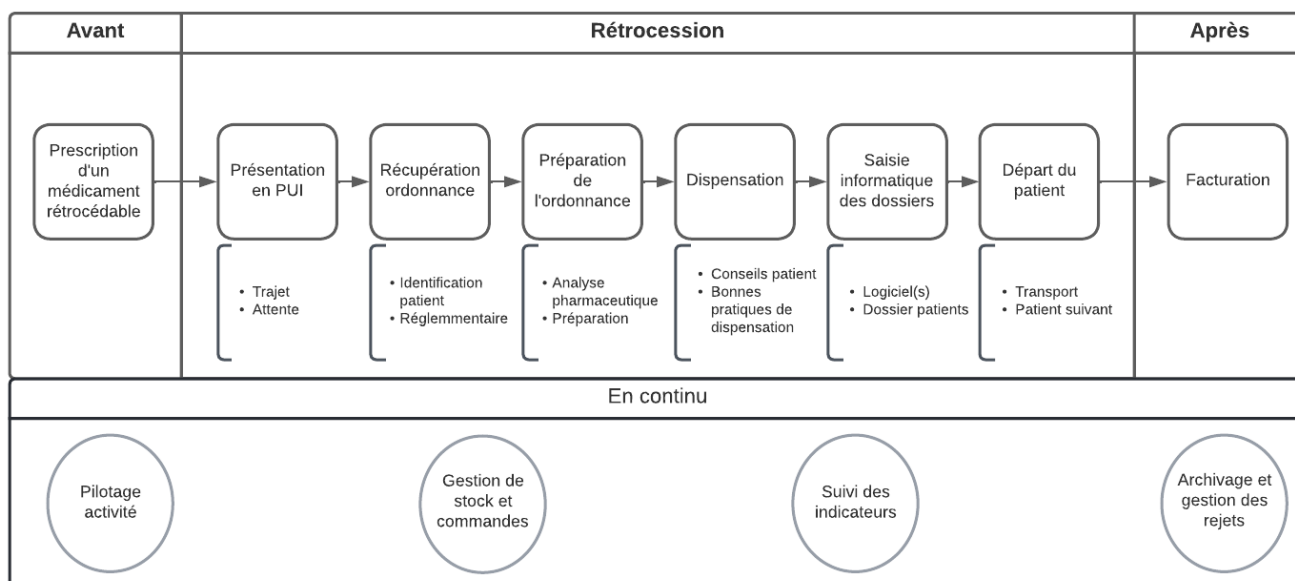 Avant
Rétrocession
Après
Prescription
d'un
médicament
rétrocédable
Présentation
en PUI
Récupération
ordonnance
Préparation
de
l'ordonnance
Dispensation
Saisie
informatique
des dossiers
Départ du
patient
Facturation
• Trajet
• Attente
• Identification
patient
• Réglemmentaire
• Analyse
pharmaceutique
• Préparation
• Conseils patient
• Bonnes
pratiques de
dispensation
• Logiciel(s)
• Dossier patients
• Transport
• Patient suivant
En continu
Pilotage
activité
Gestion de
stock et
commandes
Suivi des
indicateurs
Archivage et
gestion des
rejets